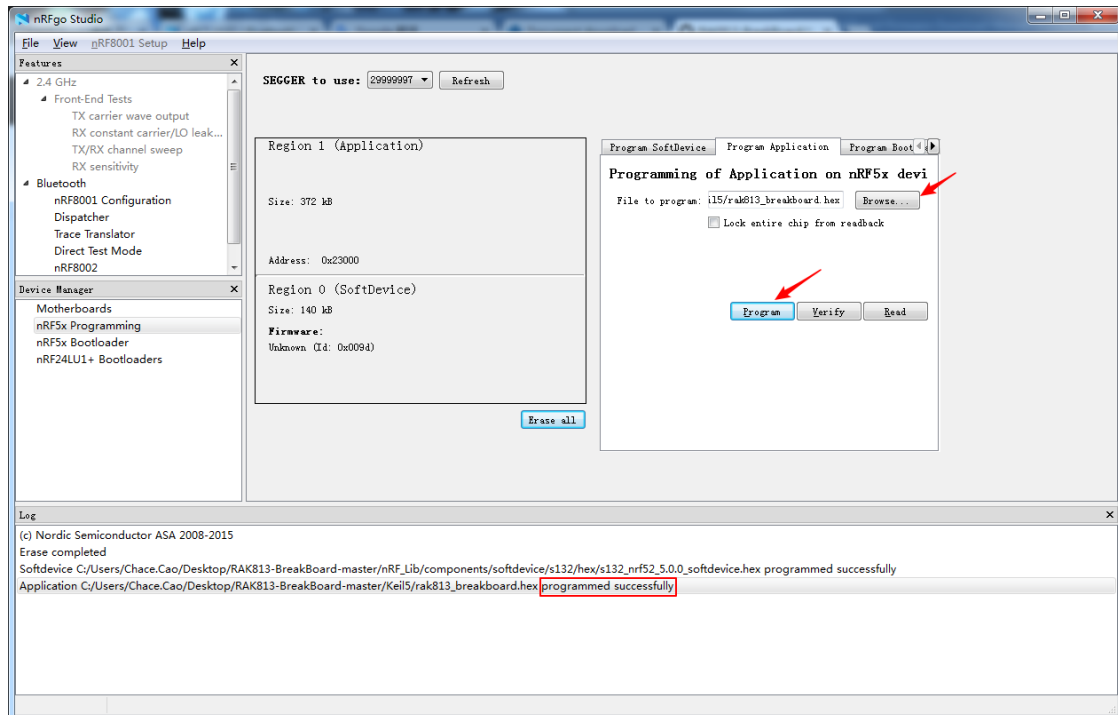 nRFgo Studio
File View nRF8001 Setup Help
Features
2.4 GHz
Front-End Tests
TX carrier wave output
RX constant carrier/LO leak...
TX/RX channel sweep
RX sensitivity
Bluetooth
nRF8001 Configuration
Dispatcher
Trace Translator
Direct Test Mode
nRF8002
Device Manager
Motherboards
nRF5x Programming
nRF5x Bootloader
nRF24LU1+ Bootloaders
SEGGER to use: 29999997 Refresh
Region 1 (Application)
Size: 372 kB
Address: 0x23000
Region 0 (SoftDevice)
Size: 140 kB
Firmware:
Unknown (Id: 0x009d)
Erase all
Program SoftDevice Program Application Program Boot
Programming of Application on nRF5x devi
File to program: il5/rak813_breakboard.hex Browse...
Lock entire chip from readback
Program Verify Read
Log
(c) Nordic Semiconductor ASA 2008-2015
Erase completed
Softdevice C:/Users/Chace.Cao/Desktop/RAK813-BreakBoard-master/nRF_Lib/components/softdevice/s132/hex/s132_nrf52_5.0.0_softdevice.hex programmed successfully
Application C:/Users/Chace.Cao/Desktop/RAK813-BreakBoard-master/Keil5/rak813_breakboard.hex programmed successfully